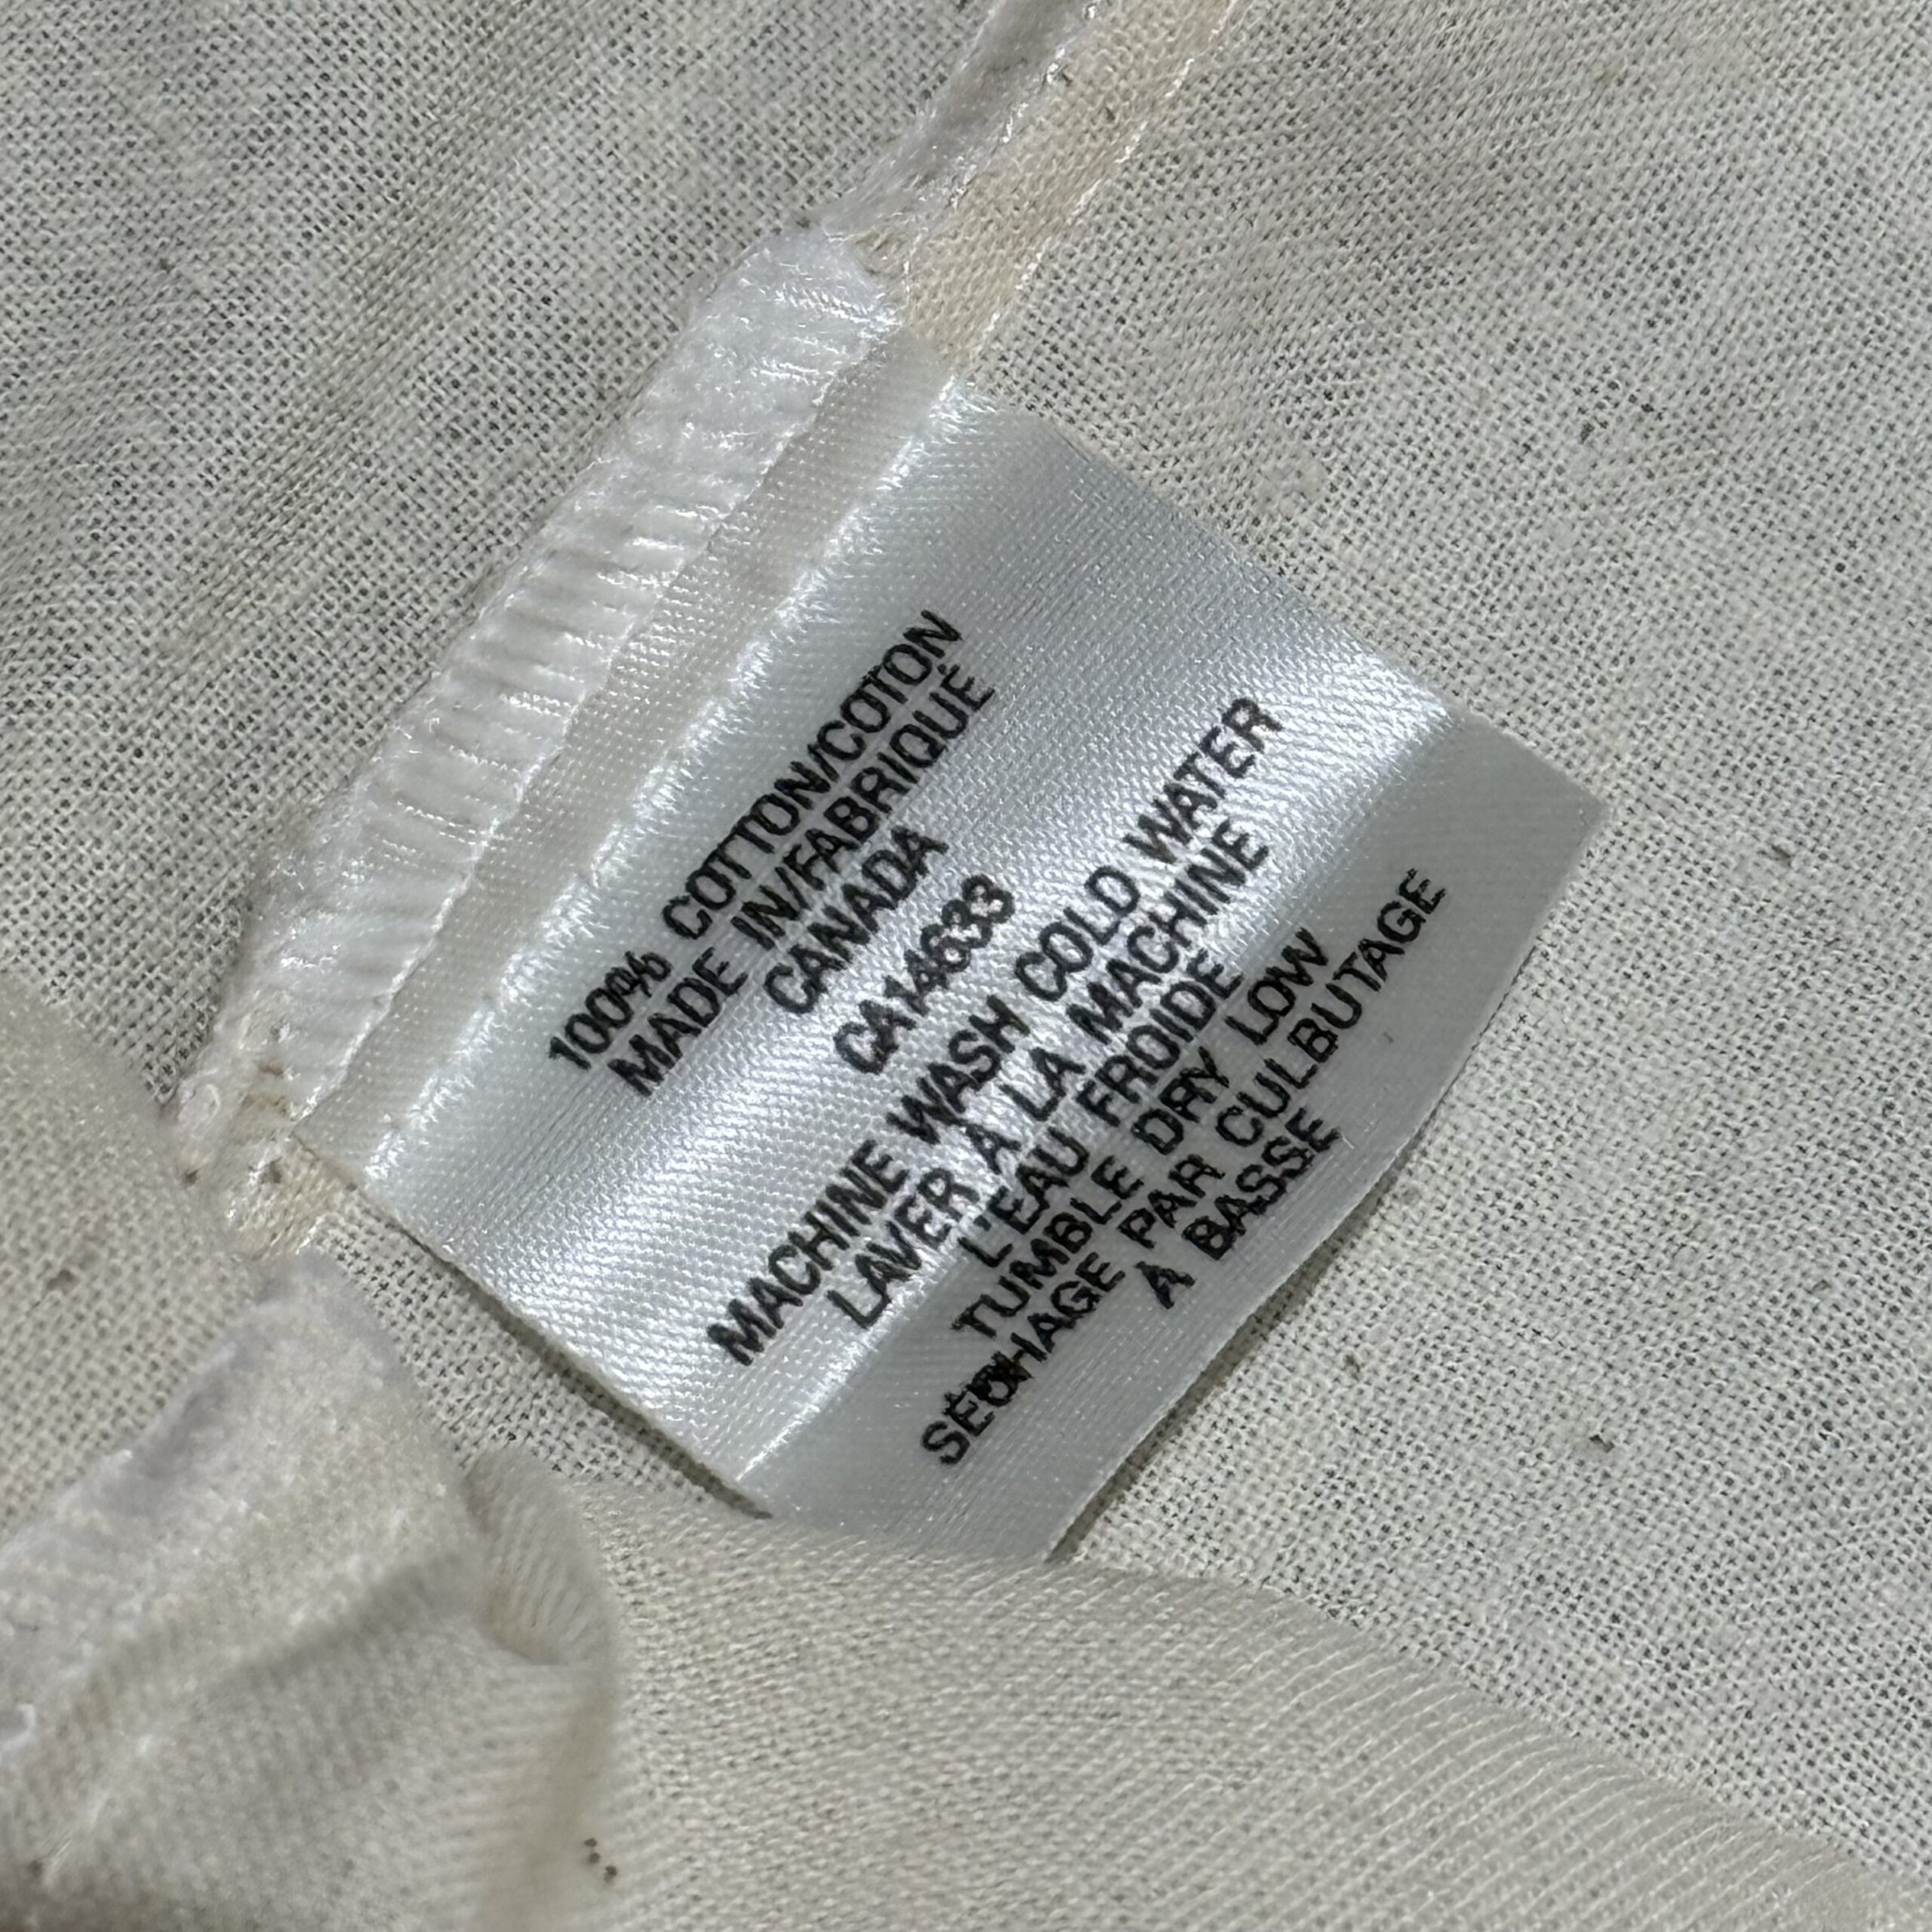 100% COTTON/COTON
MADE IN/FABRIQUÉ
CANADA
CA14633
MACHINE WASH COLD WATER
LAVER À LA MACHINE
L'EAU FROIDE
TUMBLE DRY LOW
SÉCHAGE PAR CULBUTAGE
À BASSE